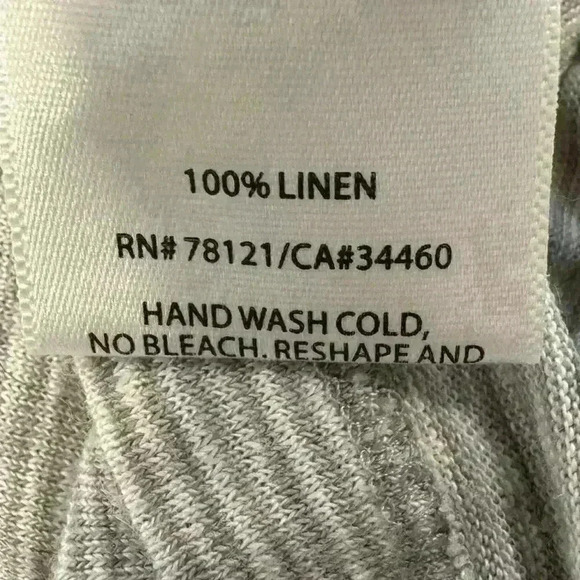 100% LINEN
RN# 78121/CA#34460
HAND WASH COLD,
NO BLEACH. RESHAPE AND